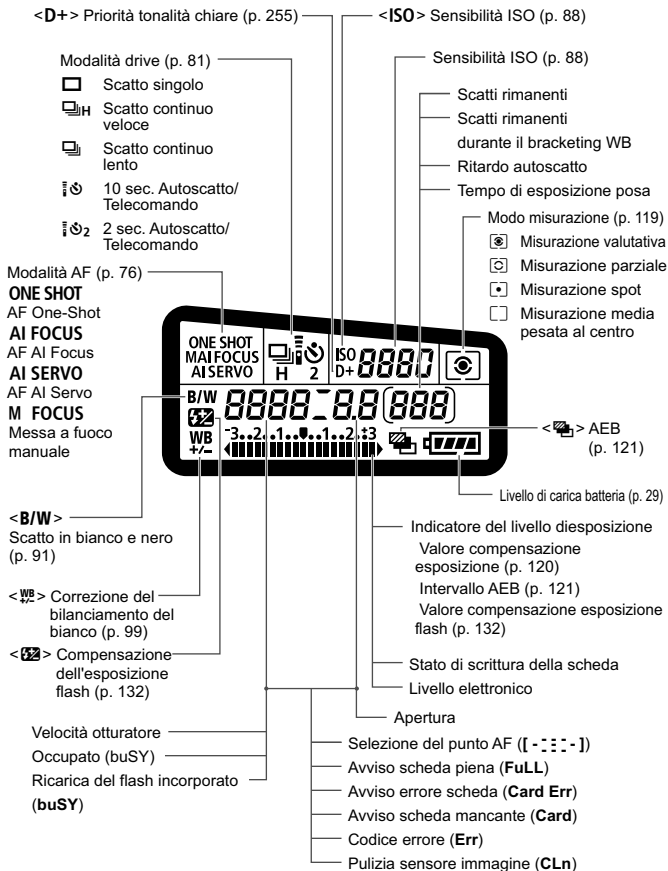 <D+> Priorità tonalità chiare (p. 255)
<ISO> Sensibilità ISO (p. 88)
Modalità drive (p. 81)
Scatto singolo
H Scatto continuo
veloce
Scatto continuo
lento
10 sec. Autoscatto/
Telecomando
2 2 sec. Autoscatto/
Telecomando
Sensibilità ISO (p. 88)
Scatti rimanenti
Scatti rimanenti
durante il bracketing WB
Ritardo autoscatto
Tempo di esposizione posa
Modo misurazione (p. 119)
Misurazione valutativa
Misurazione parziale
Misurazione spot
Misurazione media
pesata al centro
Modalità AF (p. 76)
ONE SHOT
AF One-Shot
AI FOCUS
AF AI Focus
AI SERVO
AF AI Servo
M FOCUS
Messa a fuoco
manuale
ONE SHOT
MAI FOCUS
AI SERVO
H 2
ISO
D+ 8888
B/W 8888 8.8 (888)
WB
+/-
-3..2..1..0..1..2..+3
<AEB> AEB
(p. 121)
Livello di carica batteria (p. 29)
<B/W>
Scatto in bianco e nero
(p. 91)
<WB +/-> Correzione del
bilanciamento del
bianco (p. 99)
< > Compensazione
dell'esposizione
flash (p. 132)
Indicatore del livello diesposizione
Valore compensazione
esposizione (p. 120)
Intervallo AEB (p. 121)
Valore compensazione esposizione
flash (p. 132)
Stato di scrittura della scheda
Livello elettronico
Apertura
Velocità otturatore
Occupato (buSY)
Ricarica del flash incorporato
(buSY)
Selezione del punto AF ([ - - ])
Avviso scheda piena (FuLL)
Avviso errore scheda (Card Err)
Avviso scheda mancante (Card)
Codice errore (Err)
Pulizia sensore immagine (CLn)